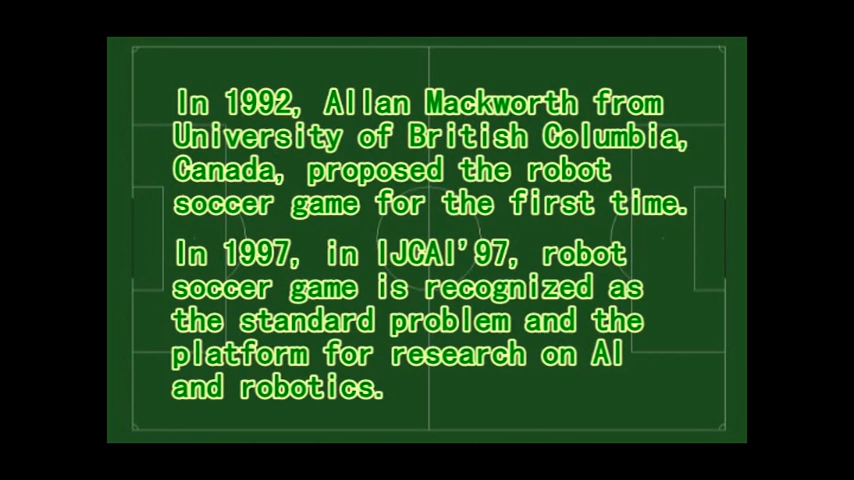 In 1992, Allan Mackworth from
University of British Columbia,
Canada, proposed the robot
soccer game for the first time.
In 1997, in IJCAI'97, robot
soccer game is recognized as
the standard problem and the
platform for research on AI
and robotics.